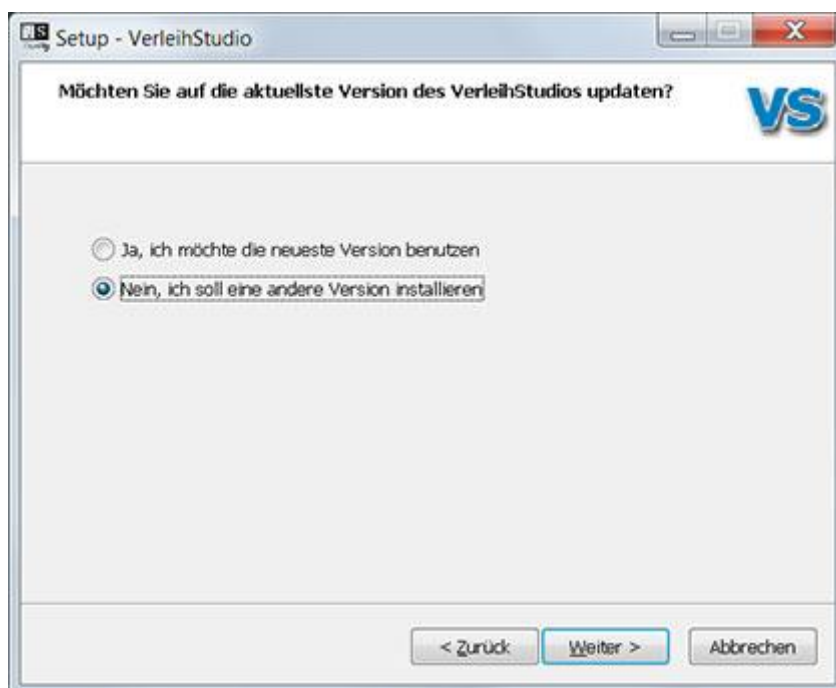 Setup - VerleihStudio
Möchten Sie auf die aktuellste Version des VerleihStudios updaten?
VS
Ja, ich möchte die neueste Version benutzen
Nein, ich soll eine andere Version installieren
< Zurück
Weiter >
Abbrechen